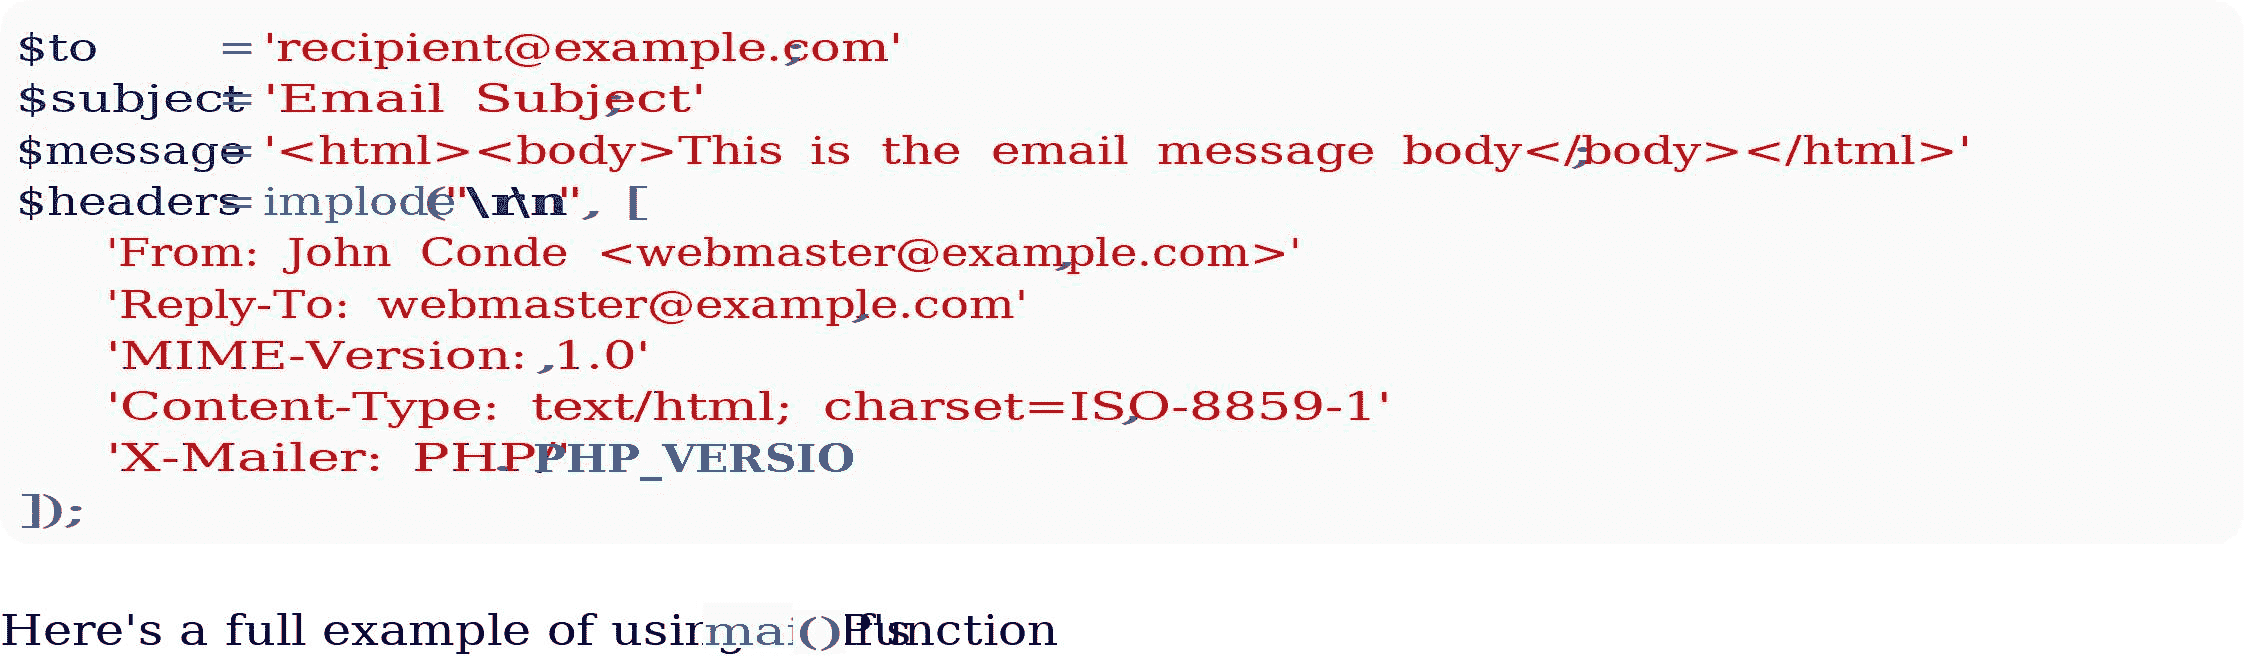 $to = 'recipient@example.com';
$subject = 'Email Subject';
$message = '<html><body>This is the email message body</body></html>';
$headers = implode("\r\n", [
'From: John Conde <webmaster@example.com>',
'Reply-To: webmaster@example.com',
'MIME-Version: 1.0',
'Content-Type: text/html; charset=ISO-8859-1',
'X-Mailer: PHP/' . PHP_VERSIO
]);
Here's a full example of using mail() function